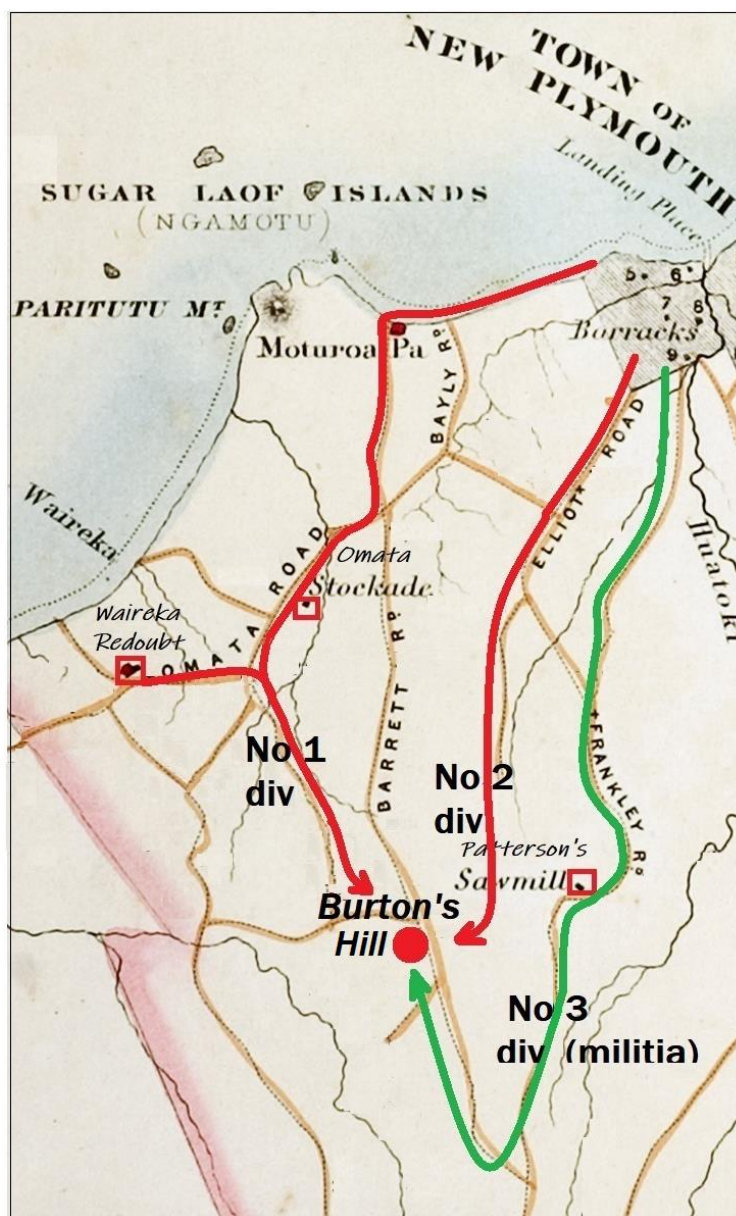 TOWN OF
NEW PLYMOUTH
Landing Place
SUGAR LAOF ISLANDS
(NGAMOTU)
PARITUTU Mᵀ
5 6
7 8
Barracks
9
Moturoa Pa
BAYLY Rᴰ
ELLIOT ROAD
Waireka
Huatoki
Omata
Stockade
Waireka
Redoubt
OMATA ROAD
BARRETT Rᴰ
FRANKLEY Rᴰ
No 1
div
No 2
div
Patterson's
Sawmill
Burton's
Hill
No 3
div (militia)